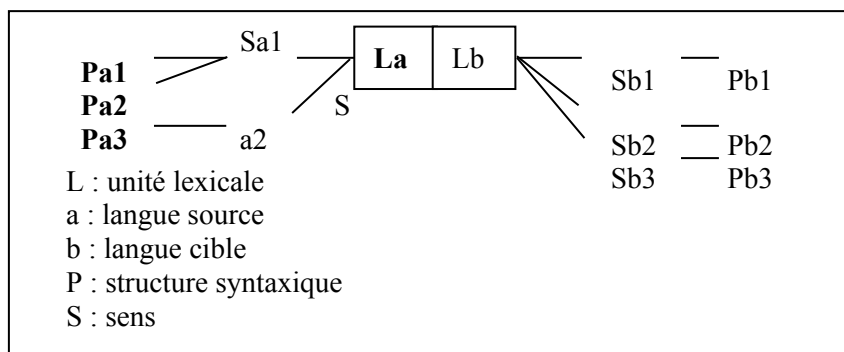 Sa1 La Lb
Pa1 Sb1 Pb1
Pa2 S
Pa3 a2 Sb2 Pb2
Sb3 Pb3
L : unité lexicale
a : langue source
b : langue cible
P : structure syntaxique
S : sens